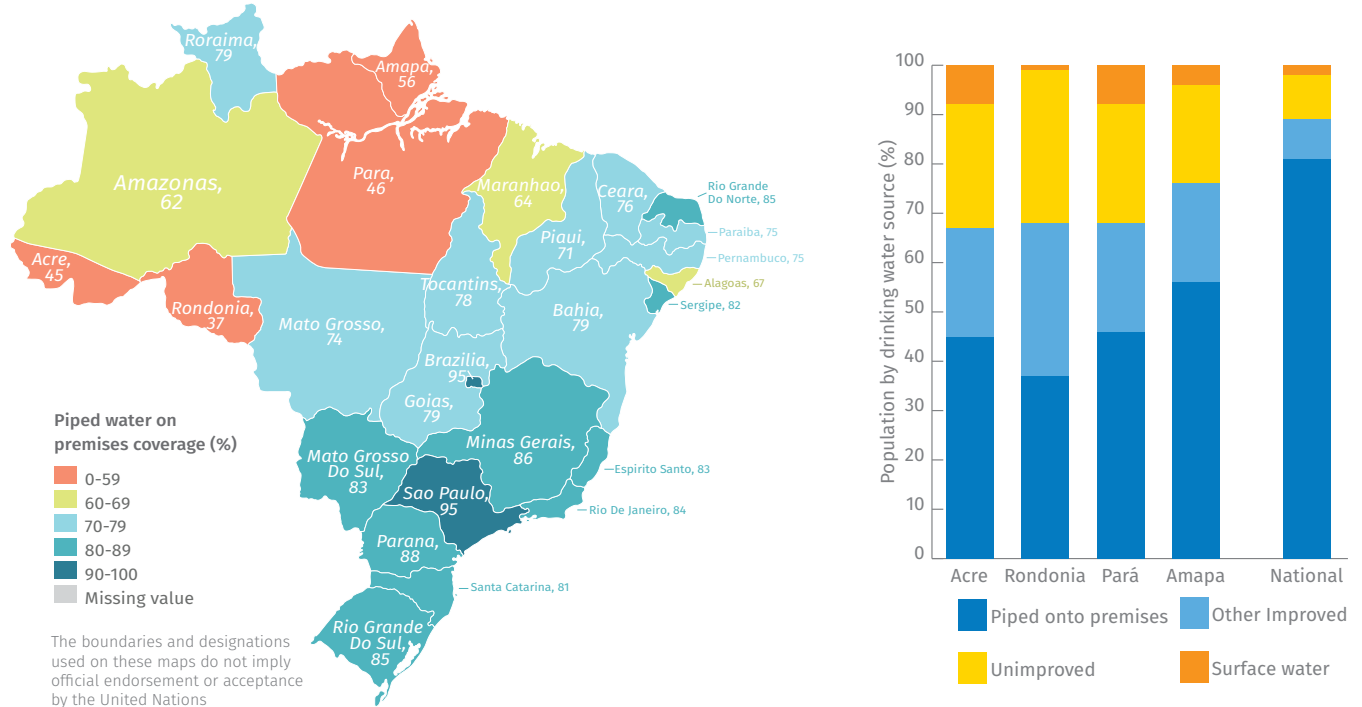 Roraima,
79
Amapa,
56
Amazonas,
62
Para,
46
Maranhao,
64
Ceara,
76
Rio Grande
Do Norte, 85
Paraiba, 75
Pernambuco, 75
Alagoas, 67
Sergipe, 82
Piaui,
71
Acre,
45
Rondonia,
37
Tocantins,
78
Mato Grosso,
74
Bahia,
79
Brazilia,
95
Goias,
79
Minas Gerais,
86
Mato Grosso
Do Sul,
83
Espirito Santo, 83
Sao Paulo,
95
Rio De Janeiro, 84
Parana,
88
Santa Catarina, 81
Rio Grande
Do Sul,
85
Piped water on
premises coverage (%)
0-59
60-69
70-79
80-89
90-100
Missing value
The boundaries and designations
used on these maps do not imply
official endorsement or acceptance
by the United Nations
Population by drinking water source (%)
100
90
80
70
60
50
40
30
20
10
0
Acre
Rondonia
Pará
Amapa
National
Piped onto premises
Other Improved
Unimproved
Surface water